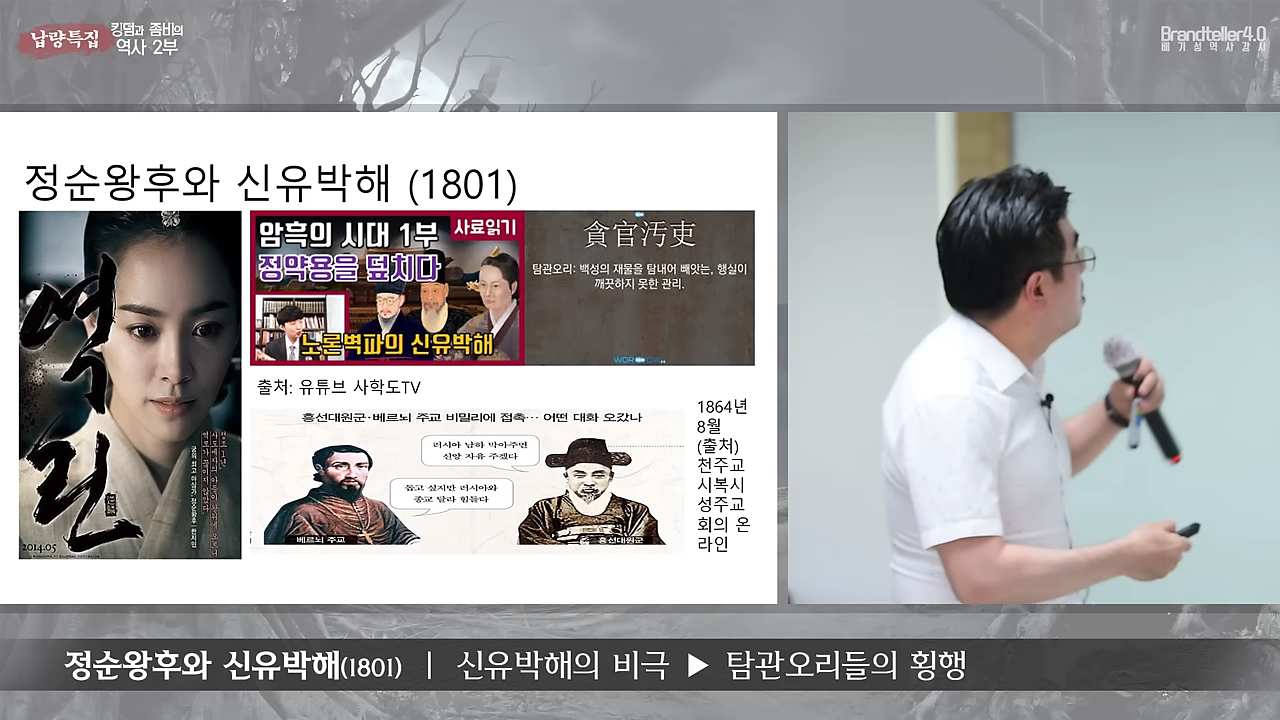 납량특집
킹덤과 좀비의
역사 2부
Brandteller4.0
배기성역사강사
정순왕후와 신유박해 (1801)
역린
2014.05
암흑의 시대 1부
사료읽기
정약용을 덮치다
노론벽파의 신유박해
貪官汚吏
탐관오리: 백성의 재물을 탐내어 빼앗는, 행실이
깨끗하지 못한 관리.
출처: 유튜브 사학도TV
흥선대원군·베르뇌 주교 비밀리에 접촉… 어떤 대화 오갔나
러시아 남하 막아주면
신앙 자유 주겠다
돕고 싶지만 러시아와
종교 달라 힘들다
베르뇌 주교
흥선대원군
1864년
8월
(출처)
천주교
시복시
성주교
회의 온
라인
정순왕후와 신유박해(1801) | 신유박해의 비극 ▶ 탐관오리들의 횡행